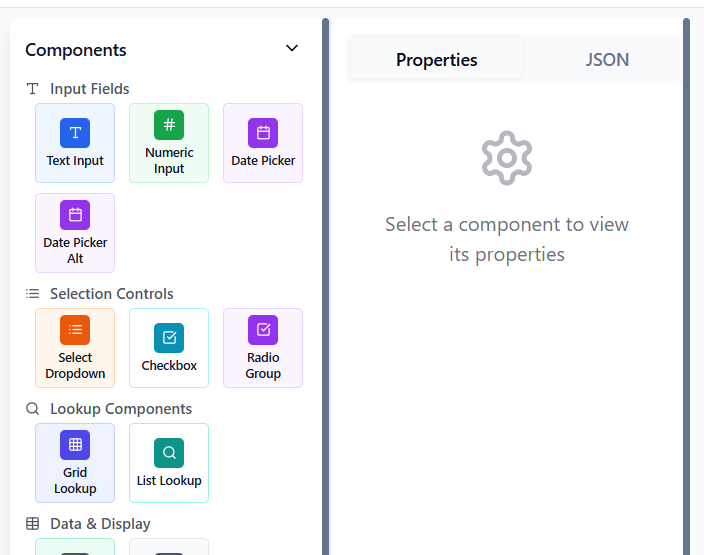 Components
Input Fields
Text Input
Numeric
Input
Date Picker
Date Picker
Alt
Selection Controls
Select
Dropdown
Checkbox
Radio
Group
Lookup Components
Grid
Lookup
List Lookup
Data & Display
Properties
JSON
Select a component to view
its properties